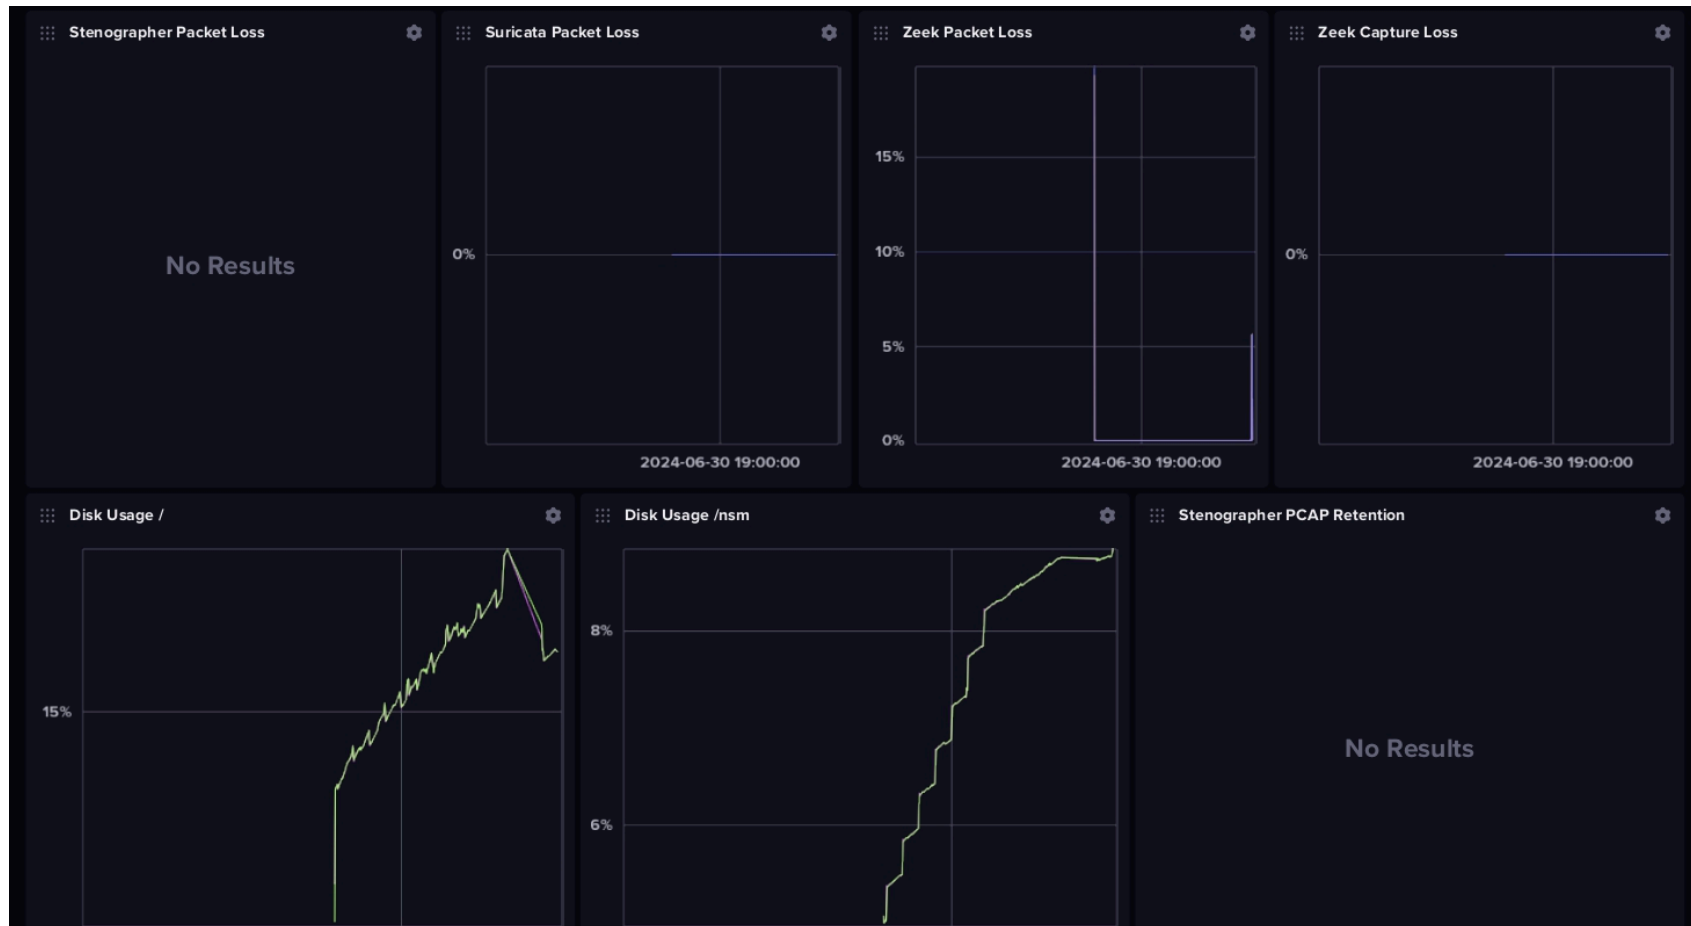 Stenographer Packet Loss
Suricata Packet Loss
Zeek Packet Loss
Zeek Capture Loss
No Results
0%
2024-06-30 19:00:00
15%
10%
5%
0%
2024-06-30 19:00:00
0%
2024-06-30 19:00:00
Disk Usage /
Disk Usage /nsm
Stenographer PCAP Retention
15%
8%
6%
No Results